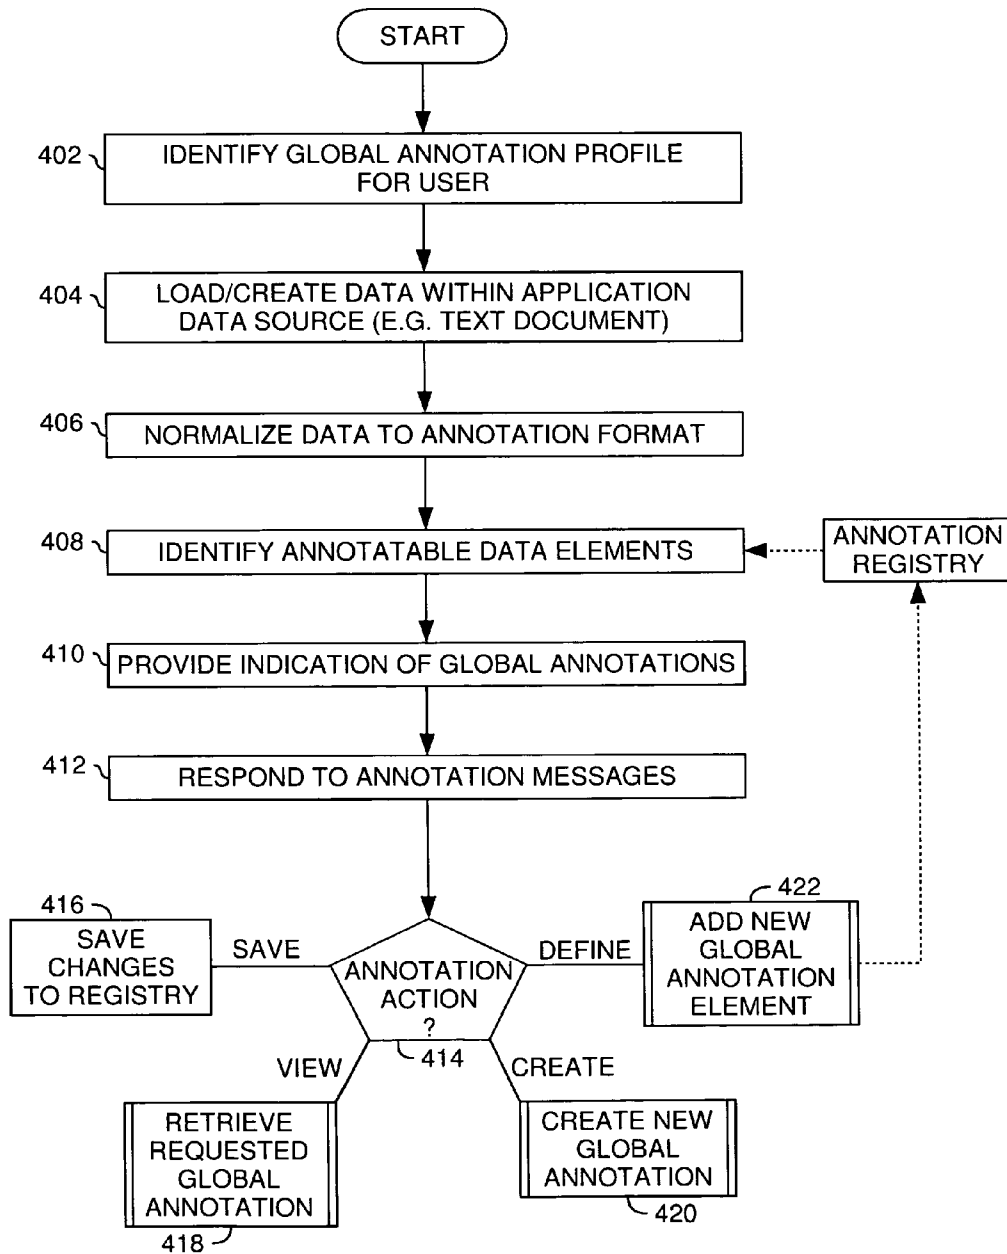 START
402
IDENTIFY GLOBAL ANNOTATION PROFILE
FOR USER
404
LOAD/CREATE DATA WITHIN APPLICATION
DATA SOURCE (E.G. TEXT DOCUMENT)
406
NORMALIZE DATA TO ANNOTATION FORMAT
408
IDENTIFY ANNOTATABLE DATA ELEMENTS
ANNOTATION
REGISTRY
410
PROVIDE INDICATION OF GLOBAL ANNOTATIONS
412
RESPOND TO ANNOTATION MESSAGES
416
SAVE
CHANGES
TO REGISTRY
SAVE
ANNOTATION
ACTION
?
414
DEFINE
422
ADD NEW
GLOBAL
ANNOTATION
ELEMENT
VIEW
RETRIEVE
REQUESTED
GLOBAL
ANNOTATION
418
CREATE
CREATE NEW
GLOBAL
ANNOTATION
420